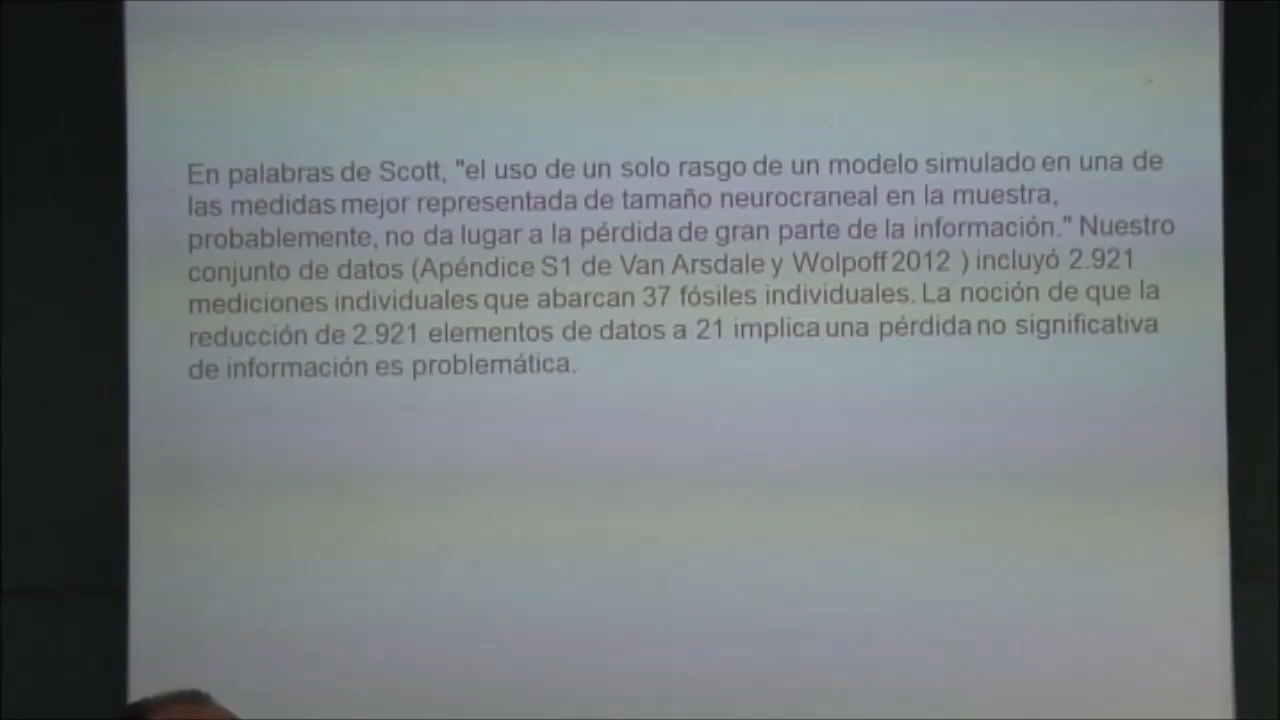 En palabras de Scott, "el uso de un solo rasgo de un modelo simulado en una de
las medidas mejor representada de tamaño neurocraneal en la muestra,
probablemente, no da lugar a la pérdida de gran parte de la información." Nuestro
conjunto de datos (Apéndice S1 de Van Arsdale y Wolpoff 2012 ) incluyó 2.921
mediciones individuales que abarcan 37 fósiles individuales. La noción de que la
reducción de 2.921 elementos de datos a 21 implica una pérdida no significativa
de información es problemática.